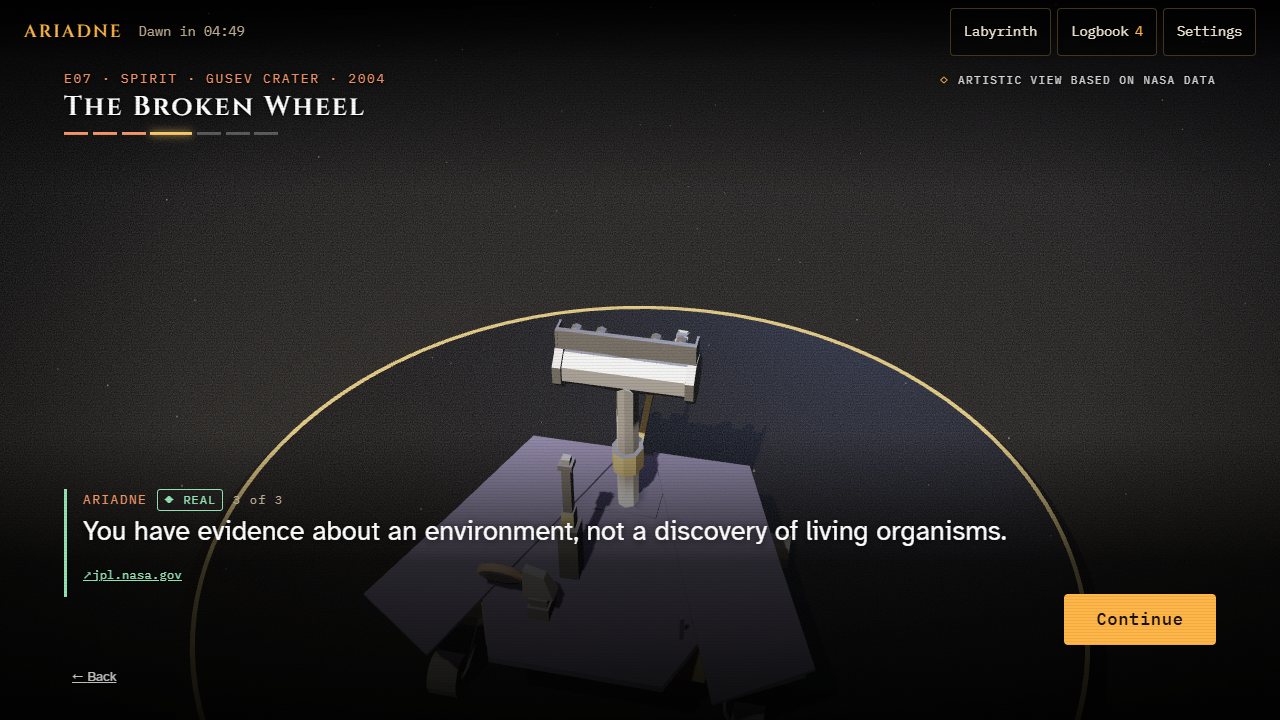 ARIADNE Dawn in 04:49 Labyrinth Logbook 4 Settings
E07 · SPIRIT · GUSEV CRATER · 2004
The Broken Wheel
◇ ARTISTIC VIEW BASED ON NASA DATA
ARIADNE ◆ REAL 3 of 3
You have evidence about an environment, not a discovery of living organisms.
↗jpl.nasa.gov
Continue
← Back